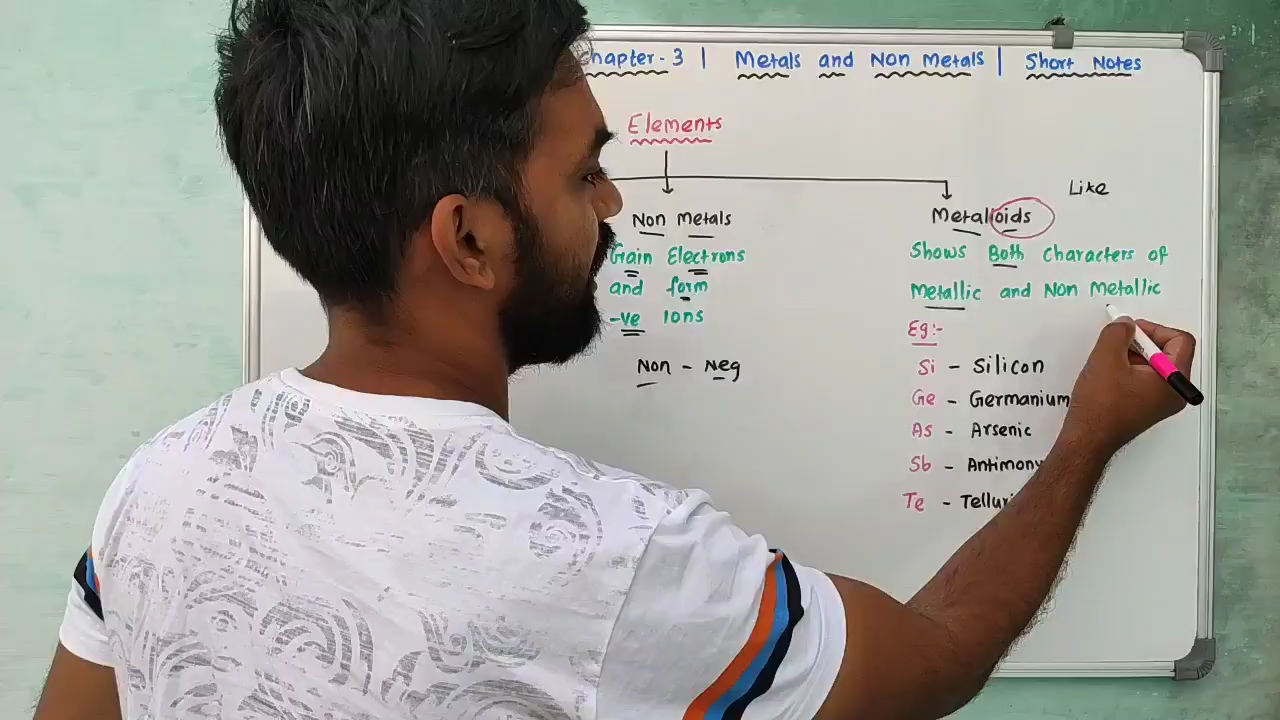 Chapter-3 | Metals and Non Metals | Short Notes
Elements
Non Metals
Gain Electrons
and form
-ve Ions
Non - Neg
Like
Metalloids
Shows Both Characters of
Metallic and Non Metallic
Eg:-
Si - Silicon
Ge - Germanium
As - Arsenic
Sb - Antimony
Te -